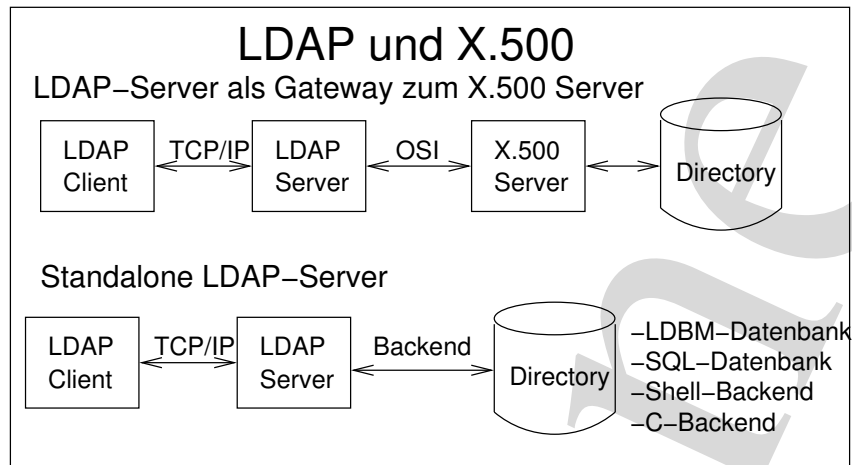 LDAP und X.500
LDAP–Server als Gateway zum X.500 Server
LDAP
Client
TCP/IP
LDAP
Server
OSI
X.500
Server
Directory
Standalone LDAP–Server
LDAP
Client
TCP/IP
LDAP
Server
Backend
Directory
–LDBM–Datenbank
–SQL–Datenbank
–Shell–Backend
–C–Backend
ne